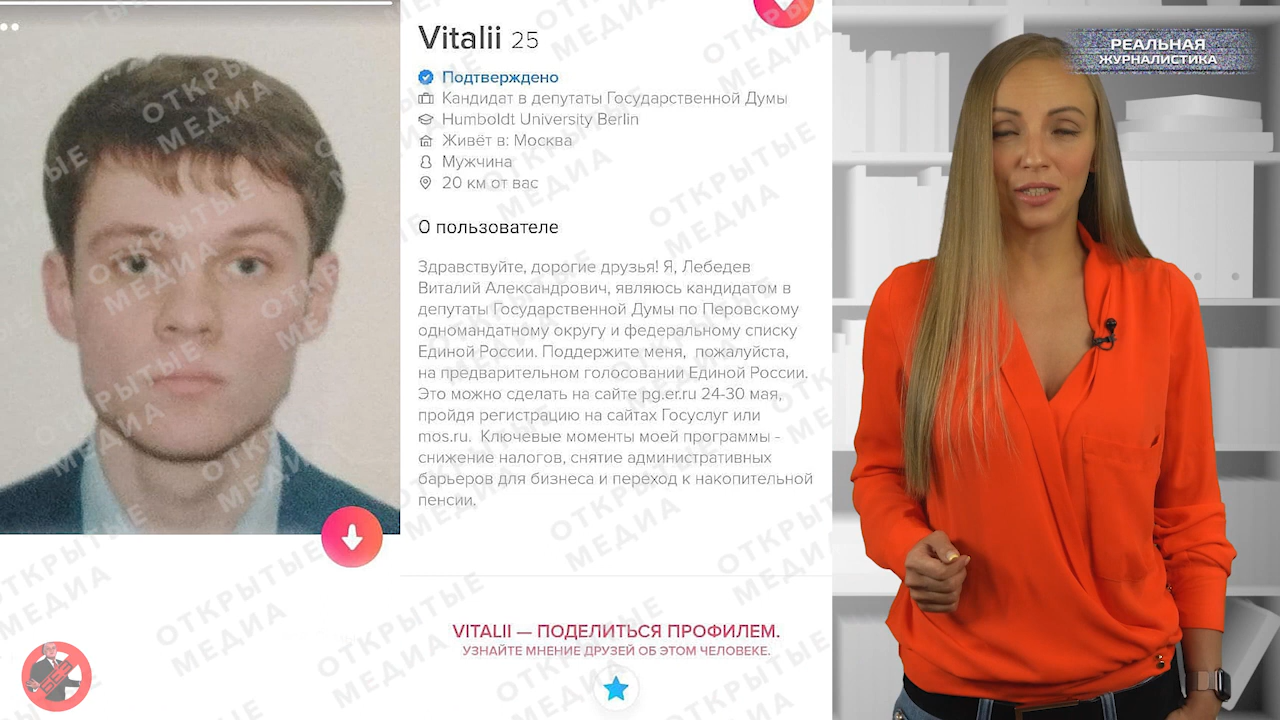 Vitalii 25
Подтверждено
Кандидат в депутаты Государственной Думы
Humboldt University Berlin
Живёт в: Москва
Мужчина
20 км от вас
О пользователе
Здравствуйте, дорогие друзья! Я, Лебедев
Виталий Александрович, являюсь кандидатом в
депутаты Государственной Думы по Перовскому
одномандатному округу и федеральному списку
Единой России. Поддержите меня, пожалуйста,
на предварительном голосовании Единой России.
Это можно сделать на сайте pg.er.ru 24-30 мая,
пройдя регистрацию на сайтах Госуслуг или
mos.ru. Ключевые моменты моей программы -
снижение налогов, снятие административных
барьеров для бизнеса и переход к накопительной
пенсии.
VITALII — ПОДЕЛИТЬСЯ ПРОФИЛЕМ.
УЗНАЙТЕ МНЕНИЕ ДРУЗЕЙ ОБ ЭТОМ ЧЕЛОВЕКЕ.
РЕАЛЬНАЯ
ЖУРНАЛИСТИКА
ОТКРЫТЫЕ
МЕДИА
БЕЗ